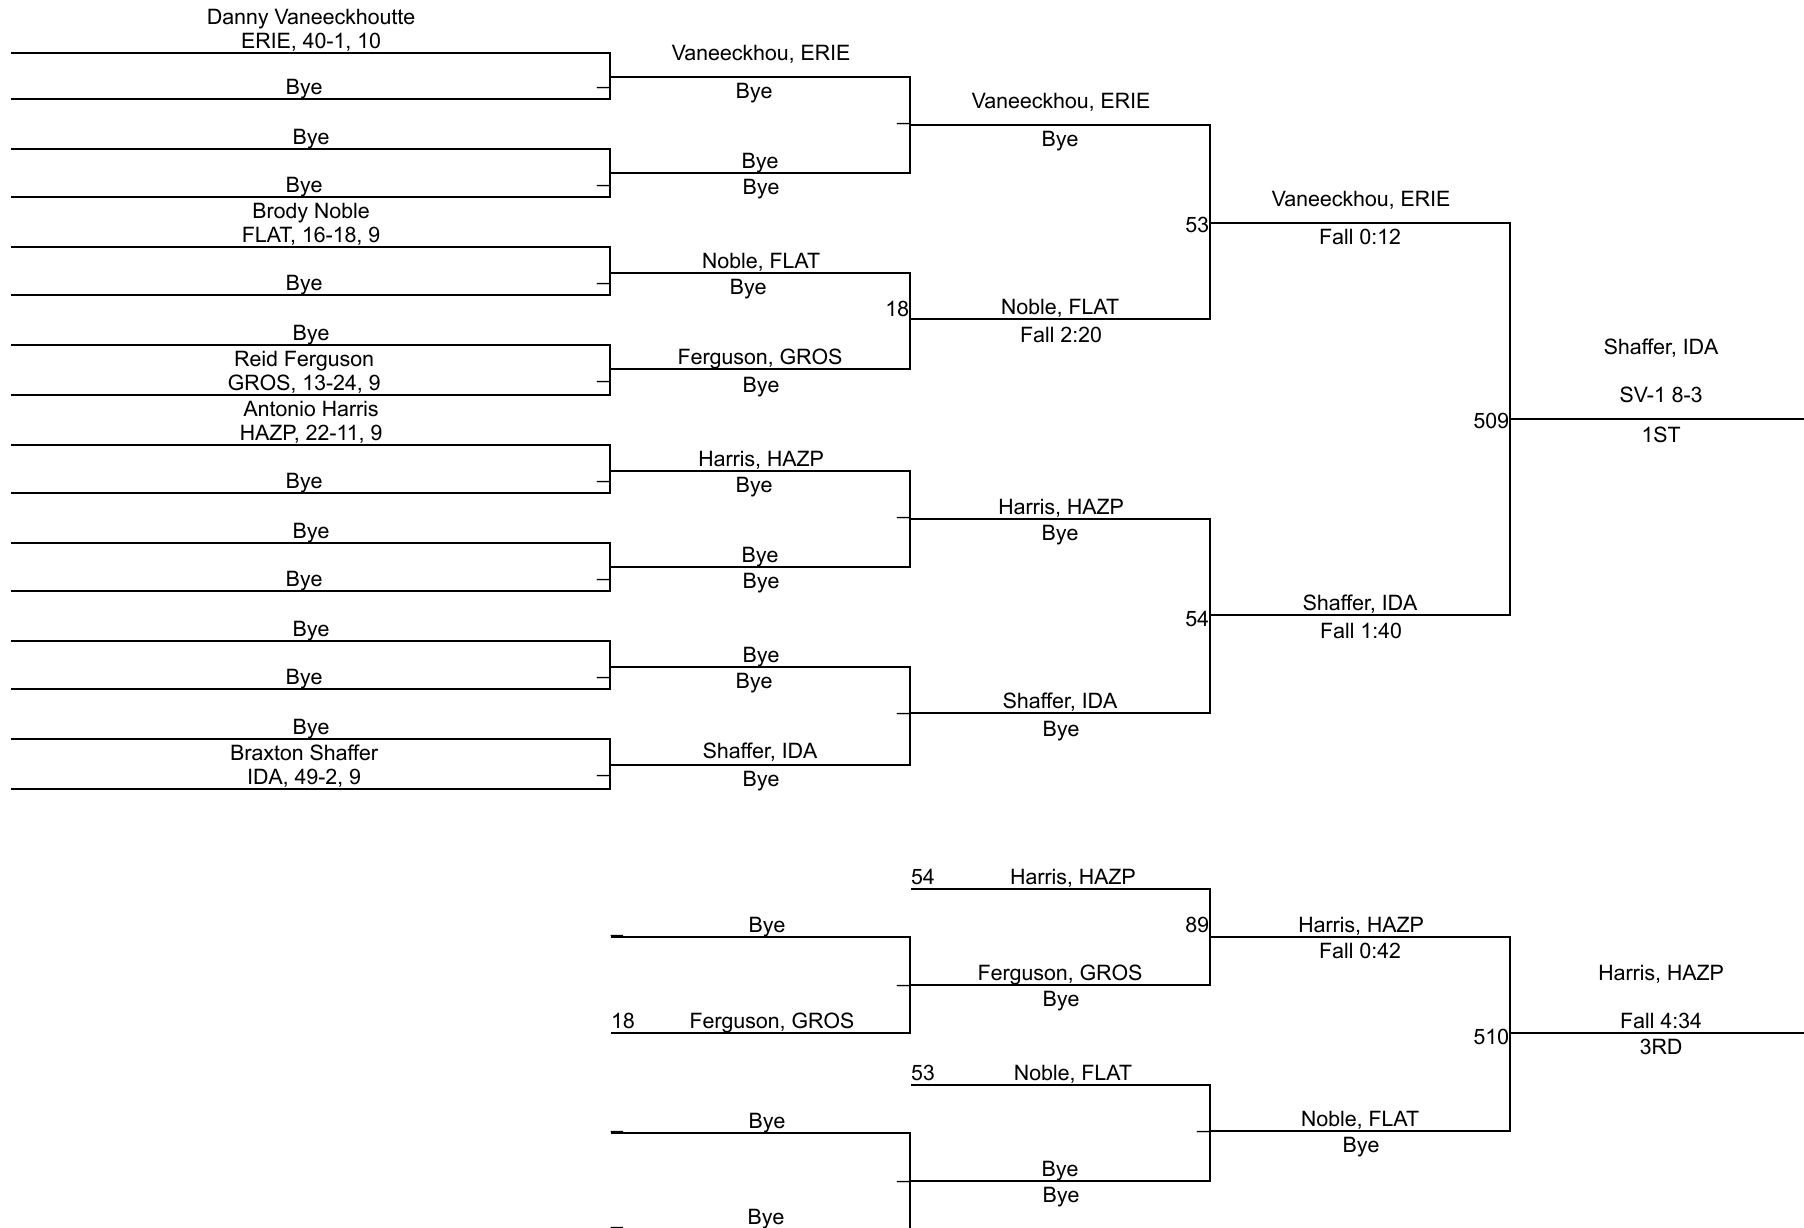 Danny Vaneeckhoutte
ERIE, 40-1, 10
Bye
Bye
Bye
Brody Noble
FLAT, 16-18, 9
Bye
Bye
Reid Ferguson
GROS, 13-24, 9
Antonio Harris
HAZP, 22-11, 9
Bye
Bye
Bye
Bye
Bye
Bye
Braxton Shaffer
IDA, 49-2, 9
Vaneeckhou, ERIE
Bye
Bye
Bye
Noble, FLAT
Bye
Ferguson, GROS
Bye
Harris, HAZP
Bye
Bye
Bye
Bye
Bye
Shaffer, IDA
Bye
Vaneeckhou, ERIE
Bye
18
Noble, FLAT
Fall 2:20
Harris, HAZP
Bye
Shaffer, IDA
Bye
53
Vaneeckhou, ERIE
Fall 0:12
54
Shaffer, IDA
Fall 1:40
509
Shaffer, IDA
SV-1 8-3
1ST
Bye
18 Ferguson, GROS
Bye
Bye
54 Harris, HAZP
Ferguson, GROS
Bye
53 Noble, FLAT
Bye
Bye
89
Harris, HAZP
Fall 0:42
Noble, FLAT
Bye
510
Harris, HAZP
Fall 4:34
3RD